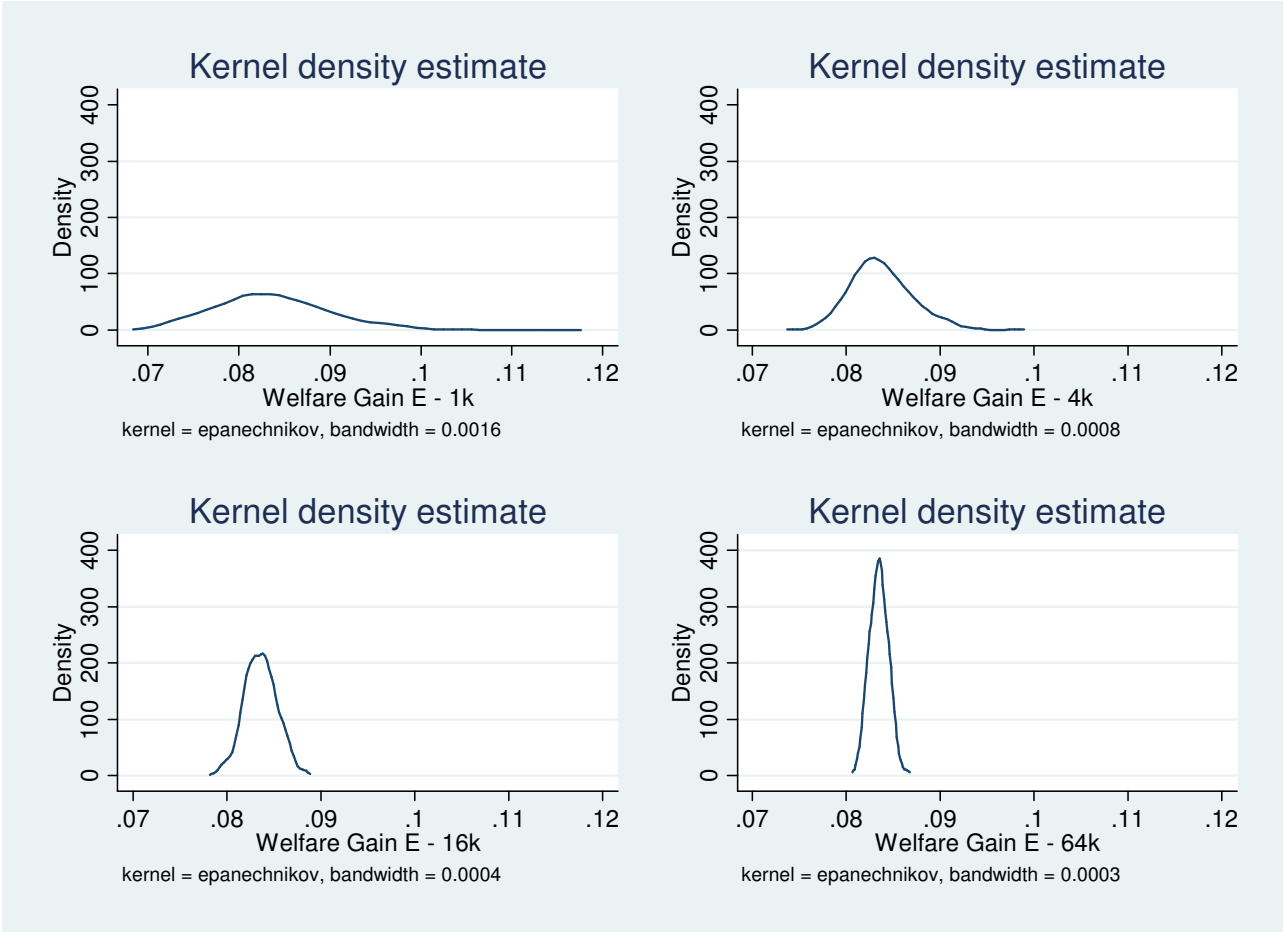 Kernel density estimate
Density
400
300
200
100
0
.07 .08 .09 .1 .11 .12
Welfare Gain E - 1k
kernel = epanechnikov, bandwidth = 0.0016
Kernel density estimate
Density
400
300
200
100
0
.07 .08 .09 .1 .11 .12
Welfare Gain E - 4k
kernel = epanechnikov, bandwidth = 0.0008
Kernel density estimate
Density
400
300
200
100
0
.07 .08 .09 .1 .11 .12
Welfare Gain E - 16k
kernel = epanechnikov, bandwidth = 0.0004
Kernel density estimate
Density
400
300
200
100
0
.07 .08 .09 .1 .11 .12
Welfare Gain E - 64k
kernel = epanechnikov, bandwidth = 0.0003